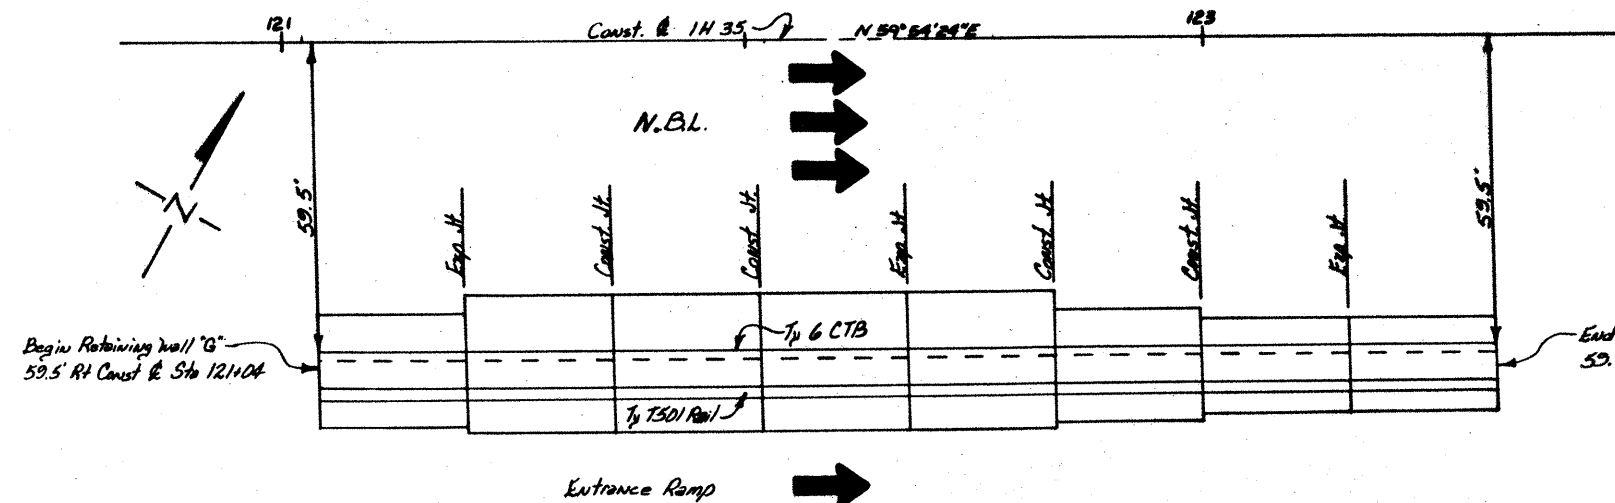 121
Const. ℄ IH 35
N 59° 54' 24" E
123
N.B.L.
59.5'
59.5'
N
Exp Jt
Const Jt
Const Jt
Exp Jt
Const Jt
Const Jt
Exp Jt
Begin Retaining Wall "G"
59.5' Rt Const ℄ Sta 121+04
Ty 6 CTB
Ty T501 Rail
End
59.
Entrance Ramp